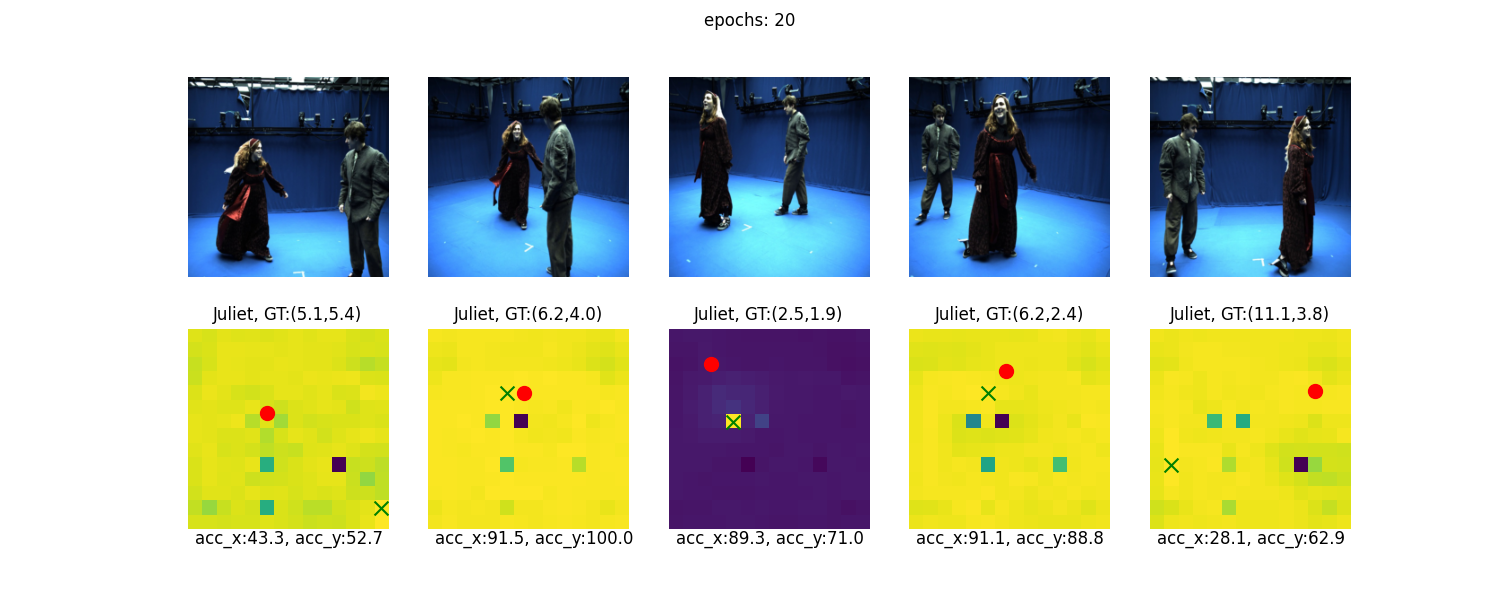 epochs: 20
Juliet, GT:(5.1,5.4)
Juliet, GT:(6.2,4.0)
Juliet, GT:(2.5,1.9)
Juliet, GT:(6.2,2.4)
Juliet, GT:(11.1,3.8)
acc_x:43.3, acc_y:52.7
acc_x:91.5, acc_y:100.0
acc_x:89.3, acc_y:71.0
acc_x:91.1, acc_y:88.8
acc_x:28.1, acc_y:62.9